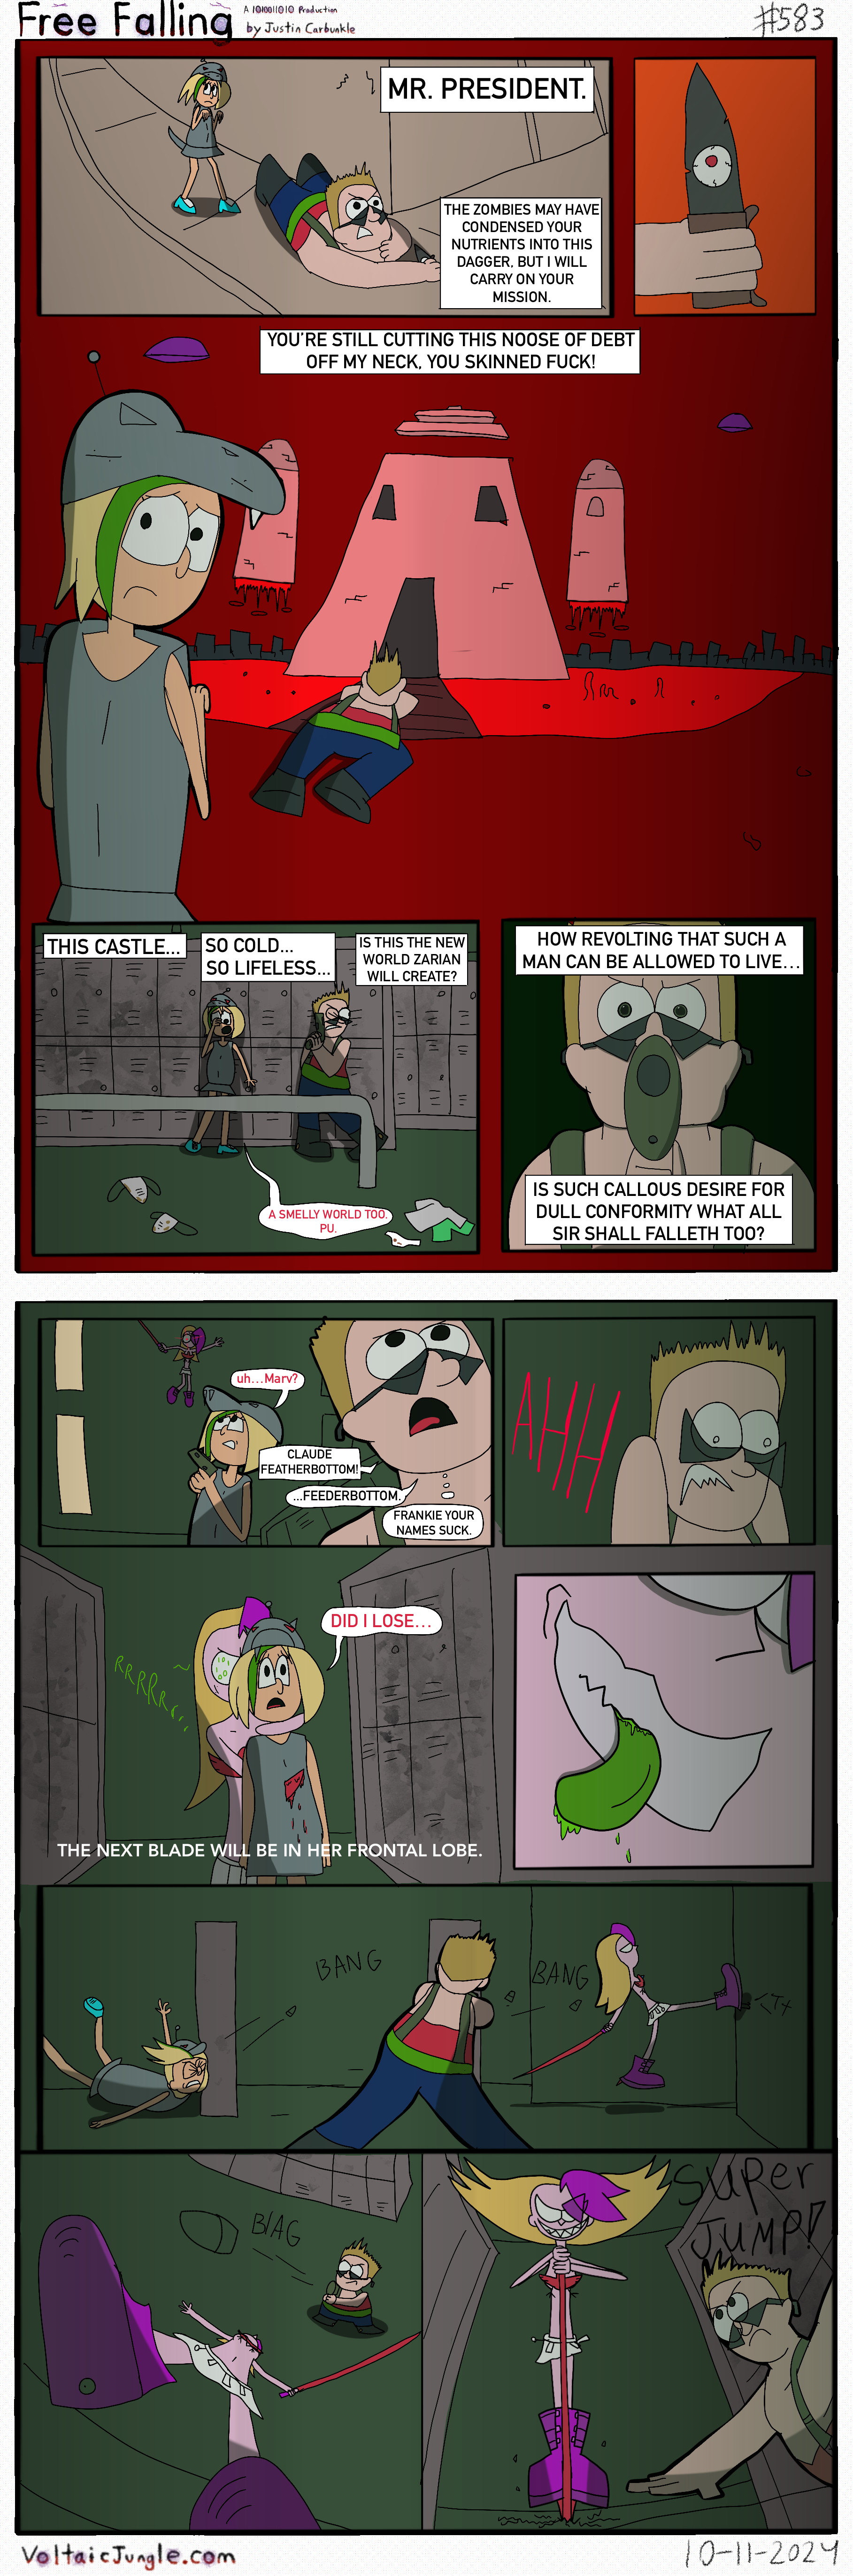 Free Falling
A 1010011010 Production
by Justin Carbunkle
#583
MR. PRESIDENT.
THE ZOMBIES MAY HAVE
CONDENSED YOUR
NUTRIENTS INTO THIS
DAGGER, BUT I WILL
CARRY ON YOUR
MISSION.
YOU'RE STILL CUTTING THIS NOOSE OF DEBT
OFF MY NECK, YOU SKINNED FUCK!
THIS CASTLE...
SO COLD...
SO LIFELESS...
IS THIS THE NEW
WORLD ZARIAN
WILL CREATE?
A SMELLY WORLD TOO.
PU.
HOW REVOLTING THAT SUCH A
MAN CAN BE ALLOWED TO LIVE...
IS SUCH CALLOUS DESIRE FOR
DULL CONFORMITY WHAT ALL
SIR SHALL FALLETH TOO?
uh...Marv?
CLAUDE
FEATHERBOTTOM!
...FEEDERBOTTOM.
FRANKIE YOUR
NAMES SUCK.
AHH
DID I LOSE...
RRRRR...
THE NEXT BLADE WILL BE IN HER FRONTAL LOBE.
BANG
BANG
BLAG
SUPER
JUMP!
VoltaicJungle.com
10-11-2024